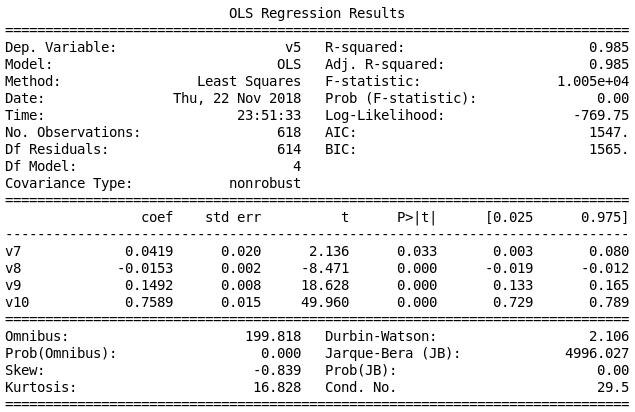 OLS Regression Results
==============================================================================
Dep. Variable: v5 R-squared: 0.985
Model: OLS Adj. R-squared: 0.985
Method: Least Squares F-statistic: 1.005e+04
Date: Thu, 22 Nov 2018 Prob (F-statistic): 0.00
Time: 23:51:33 Log-Likelihood: -769.75
No. Observations: 618 AIC: 1547.
Df Residuals: 614 BIC: 1565.
Df Model: 4
Covariance Type: nonrobust
==============================================================================
coef std err t P>|t| [0.025 0.975]
------------------------------------------------------------------------------
v7 0.0419 0.020 2.136 0.033 0.003 0.080
v8 -0.0153 0.002 -8.471 0.000 -0.019 -0.012
v9 0.1492 0.008 18.628 0.000 0.133 0.165
v10 0.7589 0.015 49.960 0.000 0.729 0.789
==============================================================================
Omnibus: 199.818 Durbin-Watson: 2.106
Prob(Omnibus): 0.000 Jarque-Bera (JB): 4996.027
Skew: -0.839 Prob(JB): 0.00
Kurtosis: 16.828 Cond. No. 29.5
==============================================================================